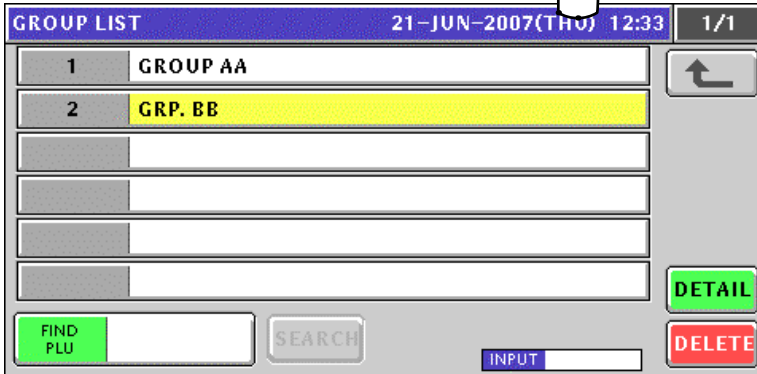 GROUP LIST 21-JUN-2007(THU) 12:33 1/1
1 GROUP AA
2 GRP. BB
DETAIL
FIND
PLU
SEARCH
INPUT
DELETE